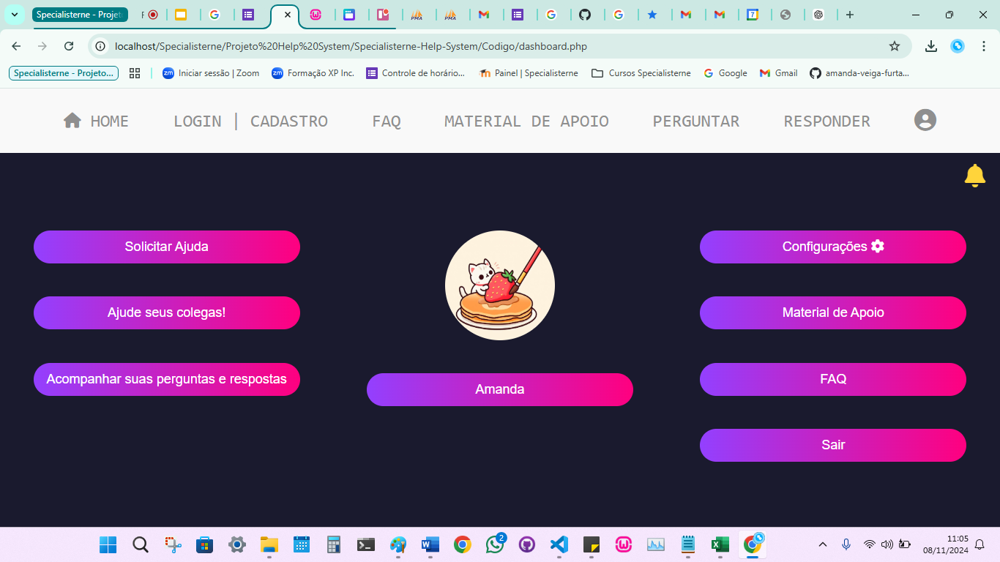 Specialisterne - Projet
localhost/Specialisterne/Projeto%20Help%20System/Specialisterne-Help-System/Codigo/dashboard.php
Specialisterne - Projeto...
Iniciar sessão | Zoom
Formação XP Inc.
Controle de horário...
Painel | Specialisterne
Cursos Specialisterne
Google
Gmail
amanda-veiga-furta...
HOME
LOGIN | CADASTRO
FAQ
MATERIAL DE APOIO
PERGUNTAR
RESPONDER
Solicitar Ajuda
Ajude seus colegas!
Acompanhar suas perguntas e respostas
Amanda
Configurações
Material de Apoio
FAQ
Sair
2
11:05
08/11/2024